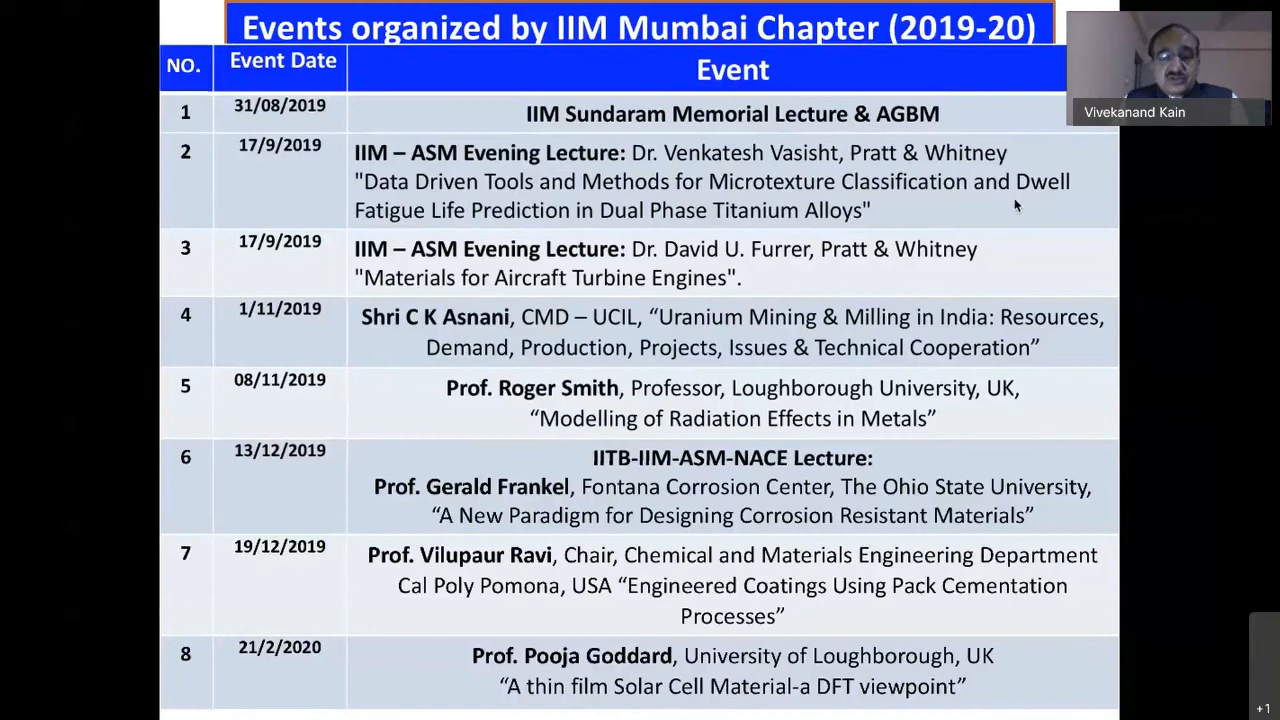 Events organized by IIM Mumbai Chapter (2019-20)
NO. Event Date Event
Vivekanand Kain
1 31/08/2019 IIM Sundaram Memorial Lecture & AGBM
2 17/9/2019 IIM – ASM Evening Lecture: Dr. Venkatesh Vasisht, Pratt & Whitney
"Data Driven Tools and Methods for Microtexture Classification and Dwell
Fatigue Life Prediction in Dual Phase Titanium Alloys"
3 17/9/2019 IIM – ASM Evening Lecture: Dr. David U. Furrer, Pratt & Whitney
"Materials for Aircraft Turbine Engines".
4 1/11/2019 Shri C K Asnani, CMD – UCIL, “Uranium Mining & Milling in India: Resources,
Demand, Production, Projects, Issues & Technical Cooperation”
5 08/11/2019 Prof. Roger Smith, Professor, Loughborough University, UK,
“Modelling of Radiation Effects in Metals”
6 13/12/2019 IITB-IIM-ASM-NACE Lecture:
Prof. Gerald Frankel, Fontana Corrosion Center, The Ohio State University,
“A New Paradigm for Designing Corrosion Resistant Materials”
7 19/12/2019 Prof. Vilupaur Ravi, Chair, Chemical and Materials Engineering Department
Cal Poly Pomona, USA “Engineered Coatings Using Pack Cementation
Processes”
8 21/2/2020 Prof. Pooja Goddard, University of Loughborough, UK
“A thin film Solar Cell Material-a DFT viewpoint”
+1